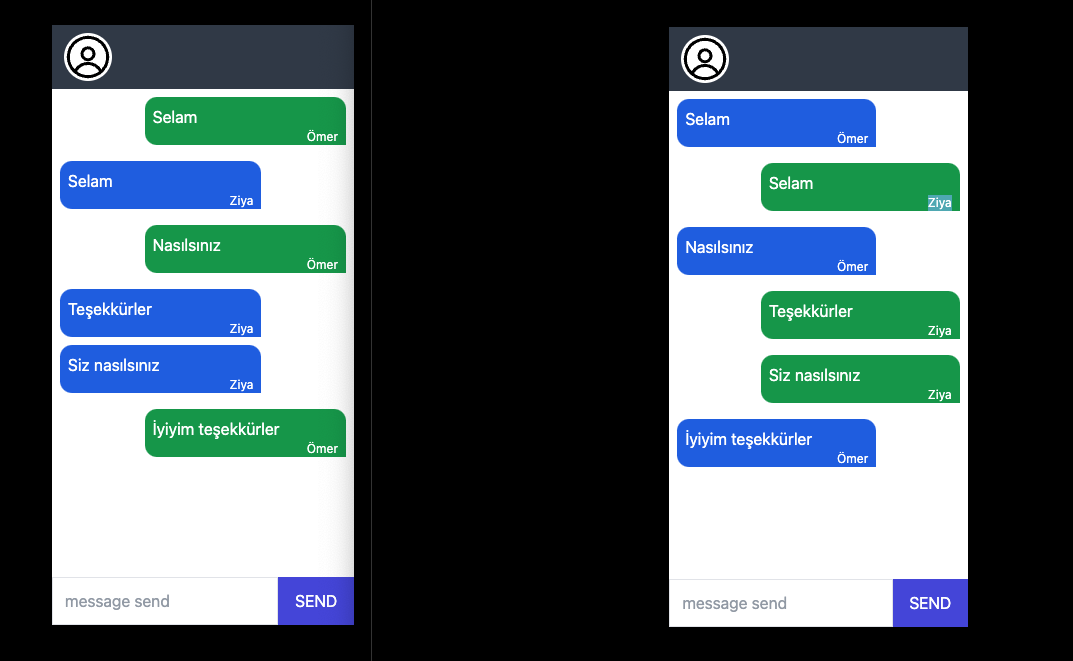 Selam
Ömer
Selam
Ziya
Nasılsınız
Ömer
Teşekkürler
Ziya
Siz nasılsınız
Ziya
İyiyim teşekkürler
Ömer
message send
SEND
Selam
Ömer
Selam
Ziya
Nasılsınız
Ömer
Teşekkürler
Ziya
Siz nasılsınız
Ziya
İyiyim teşekkürler
Ömer
message send
SEND